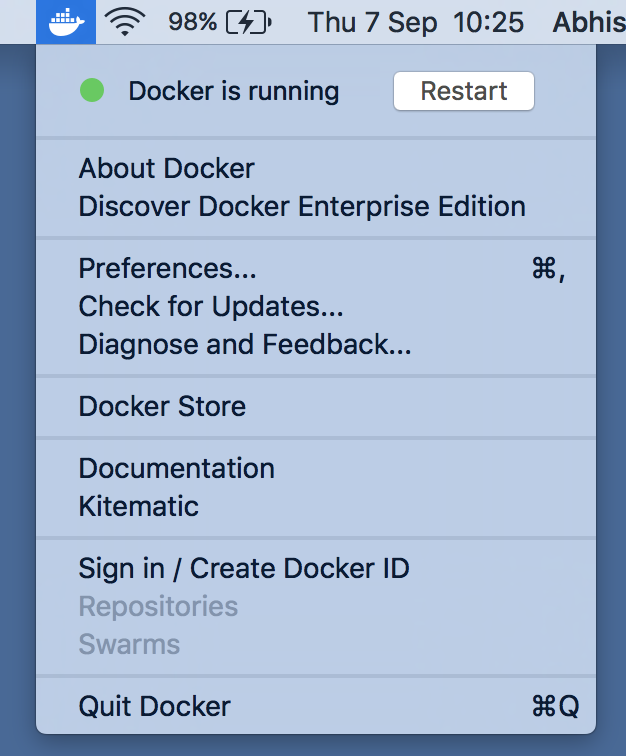 98% Thu 7 Sep 10:25 Abhis
Docker is running Restart
About Docker
Discover Docker Enterprise Edition
Preferences... ⌘,
Check for Updates...
Diagnose and Feedback...
Docker Store
Documentation
Kitematic
Sign in / Create Docker ID
Repositories
Swarms
Quit Docker ⌘Q